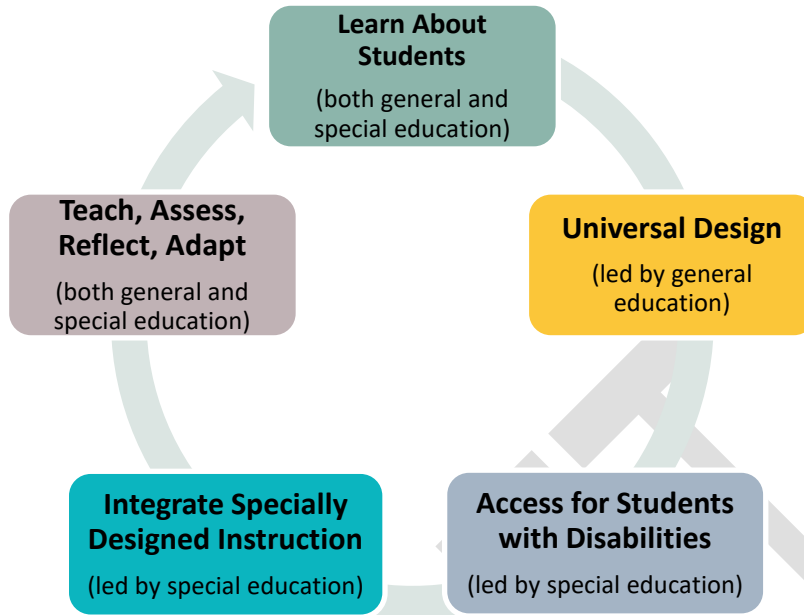 Learn About
Students
(both general and
special education)
Universal Design
(led by general
education)
Access for Students
with Disabilities
(led by special education)
Integrate Specially
Designed Instruction
(led by special education)
Teach, Assess,
Reflect, Adapt
(both general and
special education)